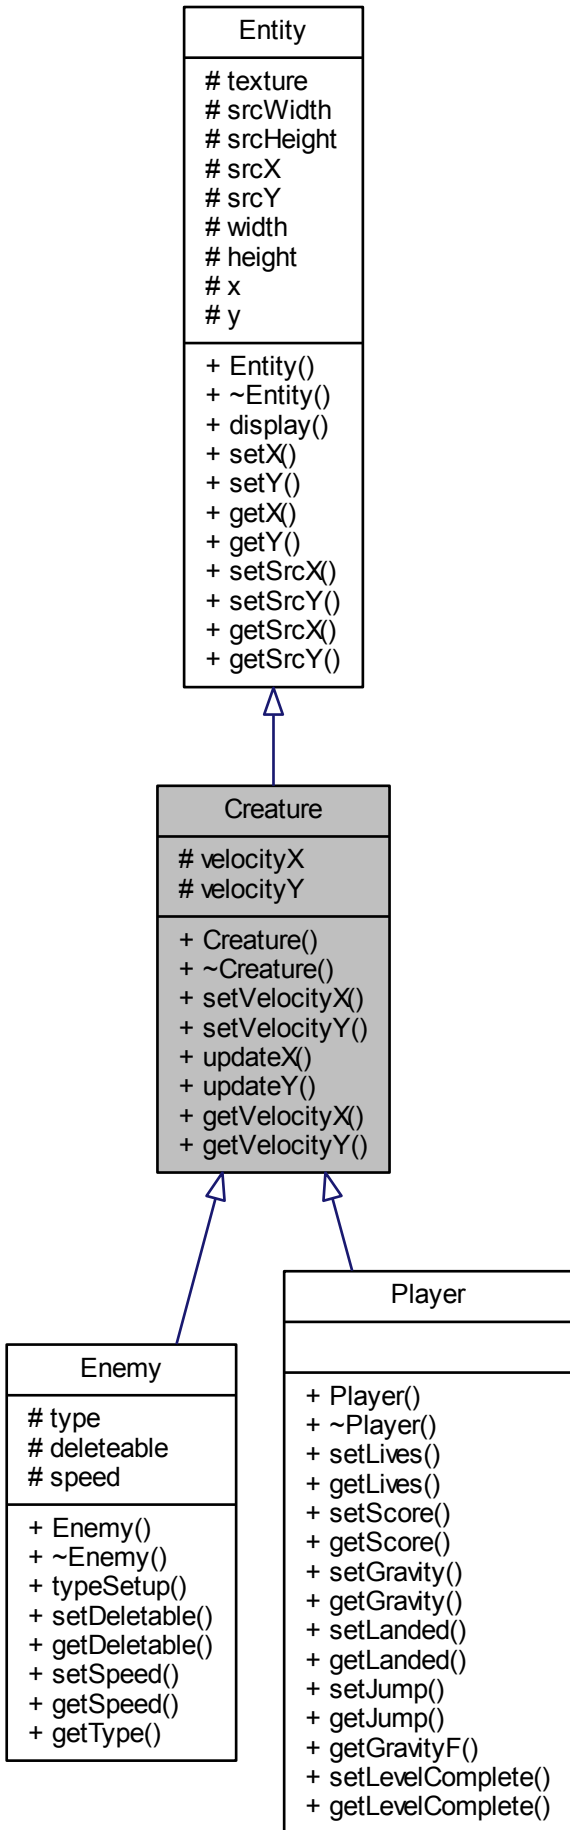 Entity
# texture
# srcWidth
# srcHeight
# srcX
# srcY
# width
# height
# x
# y
+ Entity()
+ ~Entity()
+ display()
+ setX()
+ setY()
+ getX()
+ getY()
+ setSrcX()
+ setSrcY()
+ getSrcX()
+ getSrcY()
Creature
# velocityX
# velocityY
+ Creature()
+ ~Creature()
+ setVelocityX()
+ setVelocityY()
+ updateX()
+ updateY()
+ getVelocityX()
+ getVelocityY()
Enemy
# type
# deleteable
# speed
+ Enemy()
+ ~Enemy()
+ typeSetup()
+ setDeletable()
+ getDeletable()
+ setSpeed()
+ getSpeed()
+ getType()
Player
+ Player()
+ ~Player()
+ setLives()
+ getLives()
+ setScore()
+ getScore()
+ setGravity()
+ getGravity()
+ setLanded()
+ getLanded()
+ setJump()
+ getJump()
+ getGravityF()
+ setLevelComplete()
+ getLevelComplete()